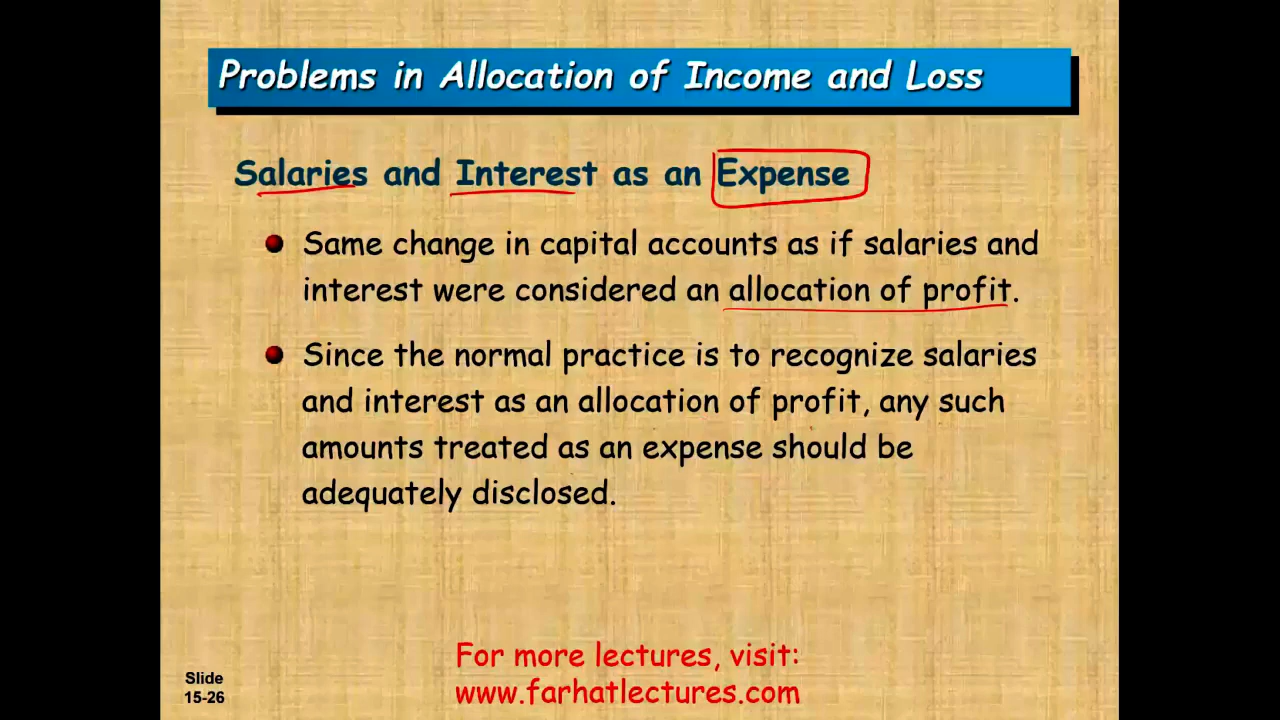 Problems in Allocation of Income and Loss
Salaries and Interest as an Expense
Same change in capital accounts as if salaries and
interest were considered an allocation of profit.
Since the normal practice is to recognize salaries
and interest as an allocation of profit, any such
amounts treated as an expense should be
adequately disclosed.
For more lectures, visit:
www.farhatlectures.com
Slide
15-26